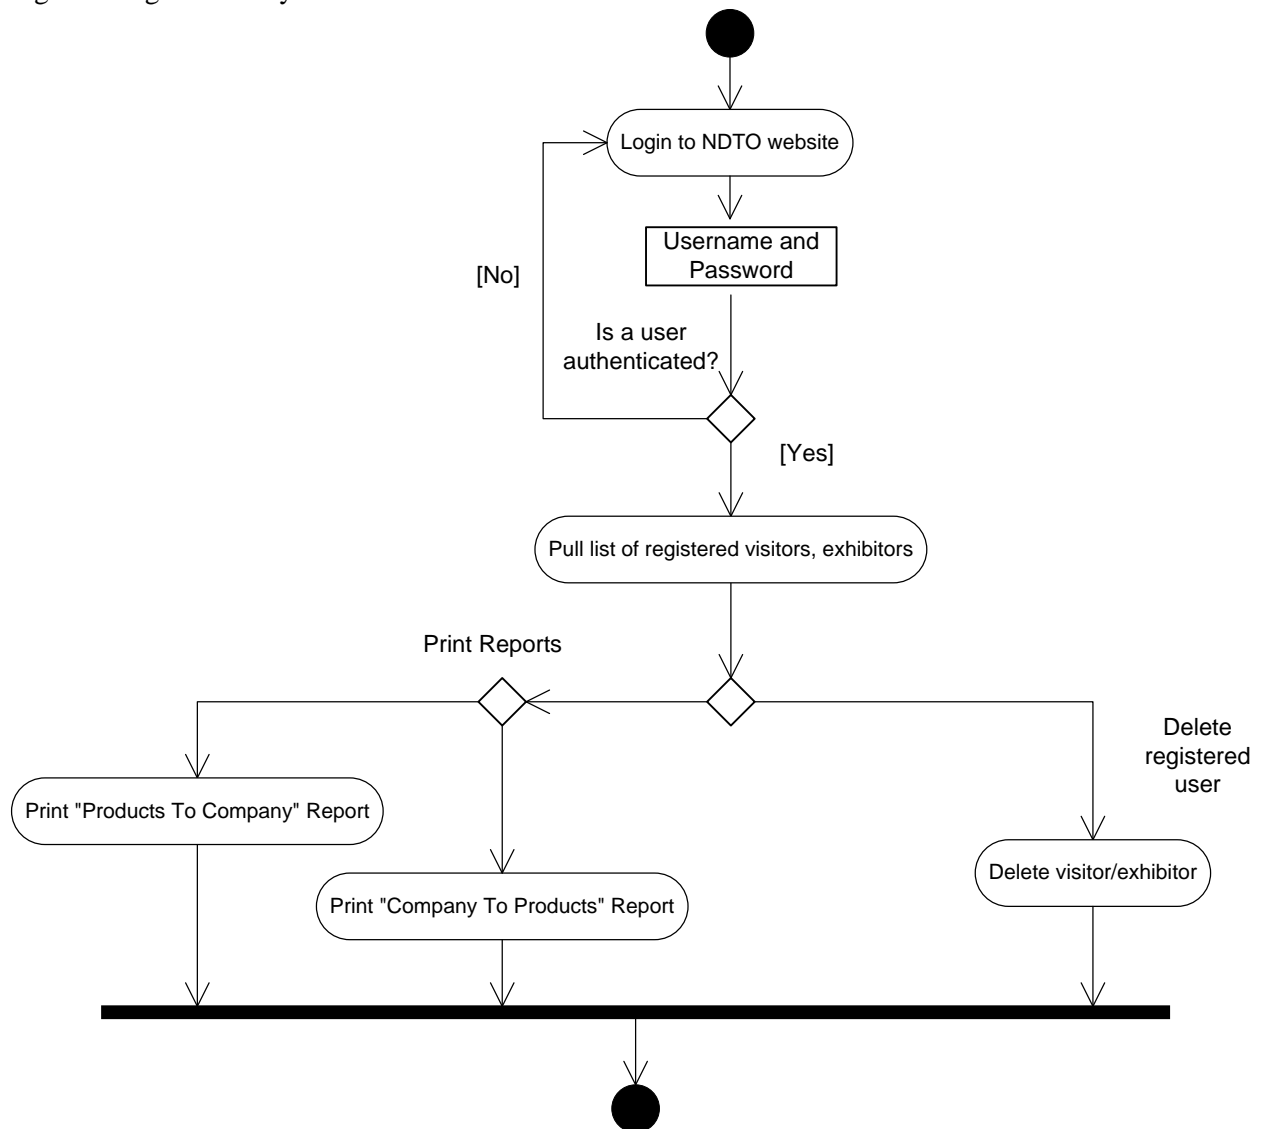 Login to NDTO website
Username and
Password
[No]
Is a user
authenticated?
[Yes]
Pull list of registered visitors, exhibitors
Print Reports
Delete
registered
user
Print "Products To Company" Report
Delete visitor/exhibitor
Print "Company To Products" Report